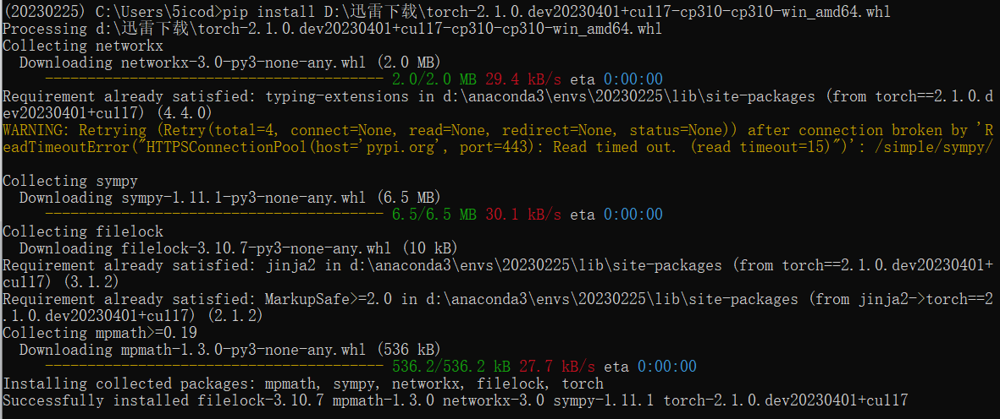 (20230225) C:\Users\5icod>pip install D:\迅雷下载\torch-2.1.0.dev20230401+cu117-cp310-cp310-win_amd64.whl
Processing d:\迅雷下载\torch-2.1.0.dev20230401+cu117-cp310-cp310-win_amd64.whl
Collecting networkx
  Downloading networkx-3.0-py3-none-any.whl (2.0 MB)
     ---------------------------------------- 2.0/2.0 MB 29.4 kB/s eta 0:00:00
Requirement already satisfied: typing-extensions in d:\anaconda3\envs\20230225\lib\site-packages (from torch==2.1.0.d
ev20230401+cu117) (4.4.0)
WARNING: Retrying (Retry(total=4, connect=None, read=None, redirect=None, status=None)) after connection broken by 'R
eadTimeoutError("HTTPSConnectionPool(host='pypi.org', port=443): Read timed out. (read timeout=15)")': /simple/sympy/
Collecting sympy
  Downloading sympy-1.11.1-py3-none-any.whl (6.5 MB)
     ---------------------------------------- 6.5/6.5 MB 30.1 kB/s eta 0:00:00
Collecting filelock
  Downloading filelock-3.10.7-py3-none-any.whl (10 kB)
Requirement already satisfied: jinja2 in d:\anaconda3\envs\20230225\lib\site-packages (from torch==2.1.0.dev20230401+
cu117) (3.1.2)
Requirement already satisfied: MarkupSafe>=2.0 in d:\anaconda3\envs\20230225\lib\site-packages (from jinja2->torch==2
.1.0.dev20230401+cu117) (2.1.2)
Collecting mpmath>=0.19
  Downloading mpmath-1.3.0-py3-none-any.whl (536 kB)
     ---------------------------------------- 536.2/536.2 kB 27.7 kB/s eta 0:00:00
Installing collected packages: mpmath, sympy, networkx, filelock, torch
Successfully installed filelock-3.10.7 mpmath-1.3.0 networkx-3.0 sympy-1.11.1 torch-2.1.0.dev20230401+cu117